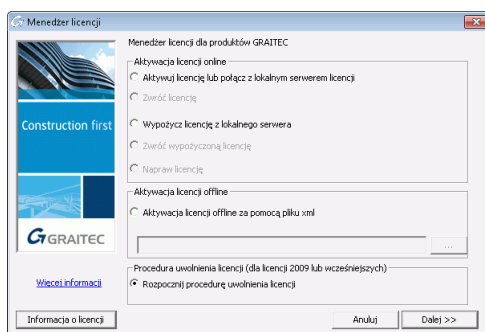 Menedżer licencji
Menedżer licencji dla produktów GRAITEC
Aktywacja licencji online
Aktywuj licencję lub połącz z lokalnym serwerem licencji
Zwróć licencję
Construction first
Wypożycz licencję z lokalnego serwera
Zwróć wypożyczoną licencję
Napraw licencję
Aktywacja licencji offline
Aktywacja licencji offline za pomocą pliku xml
GRAITEC
...
Procedura uwolnienia licencji (dla licencji 2009 lub wcześniejszych)
Więcej informacji
Rozpocznij procedurę uwolnienia licencji
Informacja o licencji
Anuluj
Dalej >>